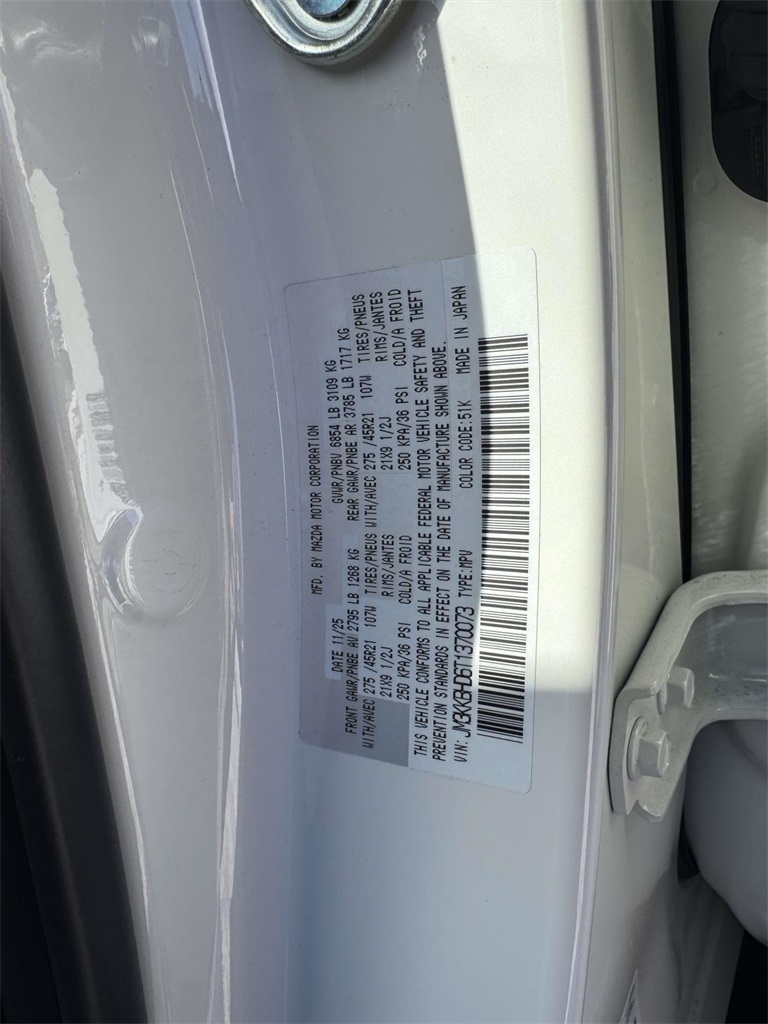 MFD. BY MAZDA MOTOR CORPORATION
DATE 11/25 GVWR/PNBV 6854 LB 3109 KG
FRONT GAWR/PNBE AV 2795 LB 1268 KG REAR GAWR/PNBE AR 3785 LB 1717 KG
WITH/AVEC 275 /45R21 107W TIRES/PNEUS WITH/AVEC 275 /45R21 107W TIRES/PNEUS
21X9 1/2J RIMS/JANTES 21X9 1/2J RIMS/JANTES
250 KPA/36 PSI COLD/A FROID 250 KPA/36 PSI COLD/A FROID
THIS VEHICLE CONFORMS TO ALL APPLICABLE FEDERAL MOTOR VEHICLE SAFETY AND THEFT
PREVENTION STANDARDS IN EFFECT ON THE DATE OF MANUFACTURE SHOWN ABOVE.
VIN: JM3KKBHD6T1370073 TYPE:MPV COLOR CODE:51K MADE IN JAPAN